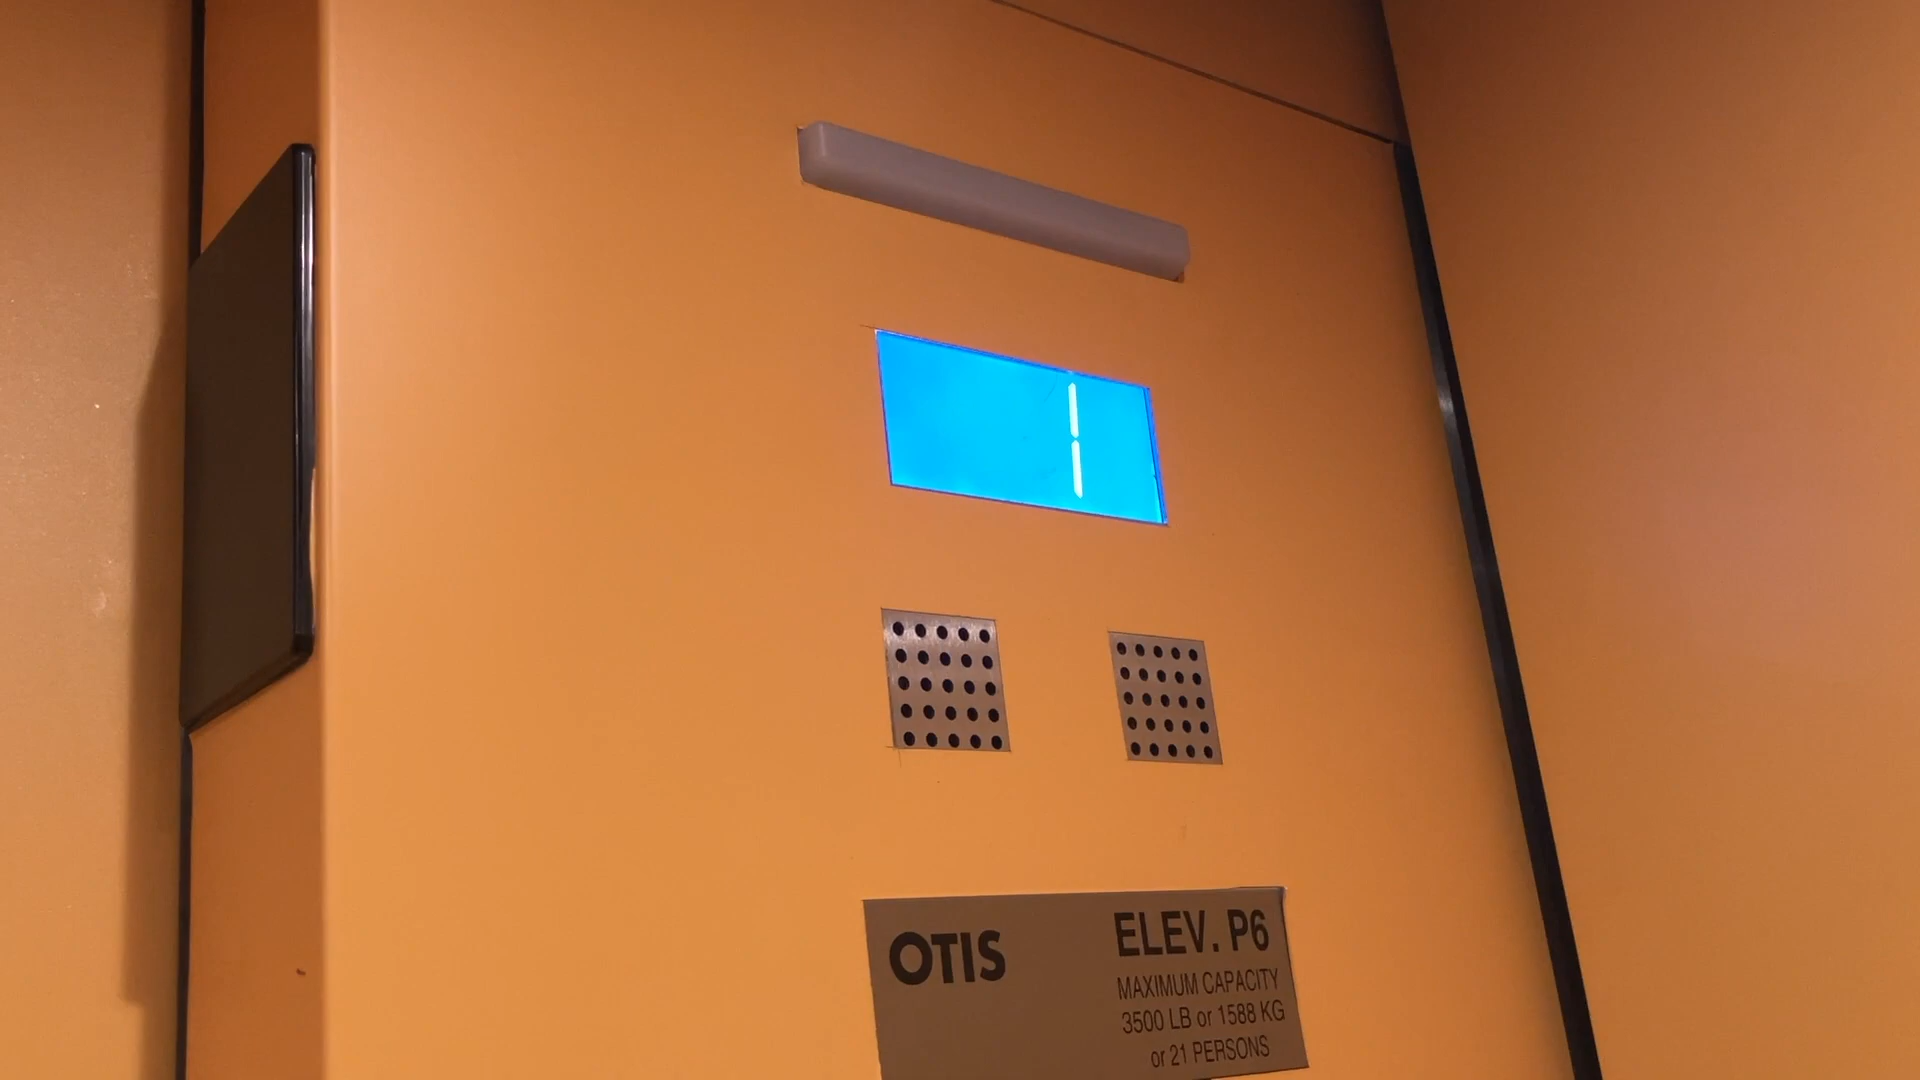 1
OTIS
ELEV. P6
MAXIMUM CAPACITY
3500 LB or 1588 KG
or 21 PERSONS